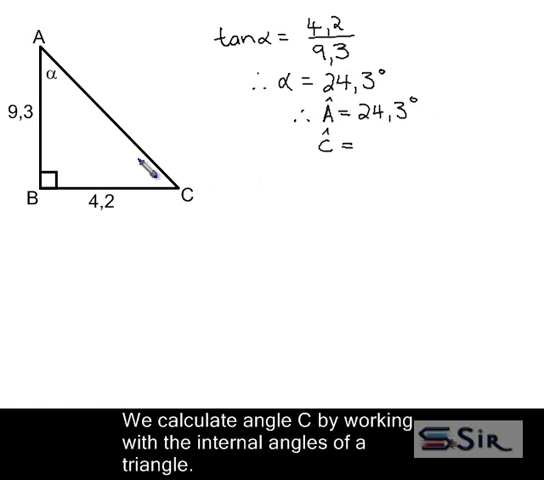 A
α
9,3
B
4,2
C
tanα = 4,2/9,3
∴ α = 24,3°
∴ Â = 24,3°
Ĉ =
We calculate angle C by working
with the internal angles of a
triangle.
SSiR